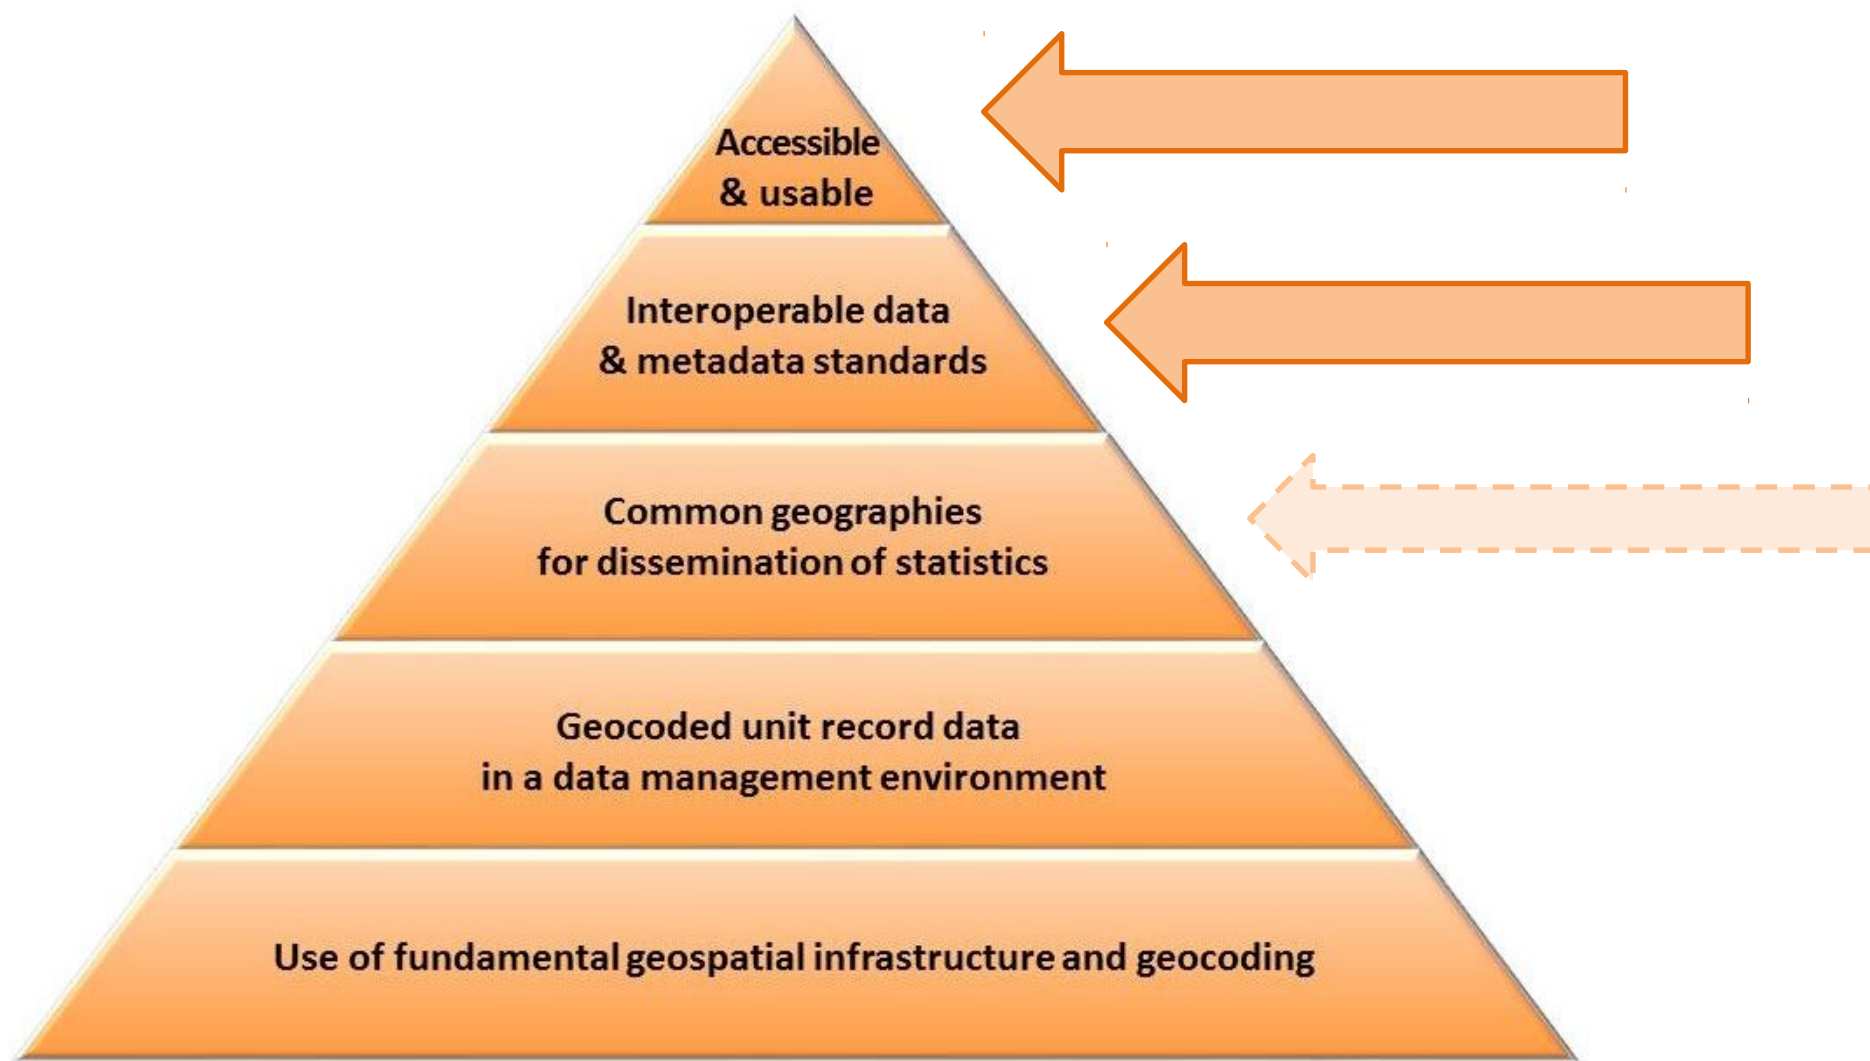 Accessible
& usable
Interoperable data
& metadata standards
Common geographies
for dissemination of statistics
Geocoded unit record data
in a data management environment
Use of fundamental geospatial infrastructure and geocoding